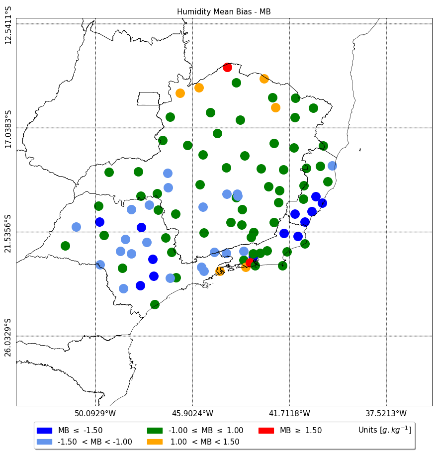 Humidity Mean Bias - MB
12.5441°S
17.0383°S
21.5356°S
26.0329°S
50.0999°W
45.9024°W
41.7118°W
37.5213°W
MB ≤ -1.50
-1.50 < MB < -1.00
-1.00 ≤ MB ≤ 1.00
1.00 < MB < 1.50
MB ≥ 1.50
Units [g.kg⁻¹]